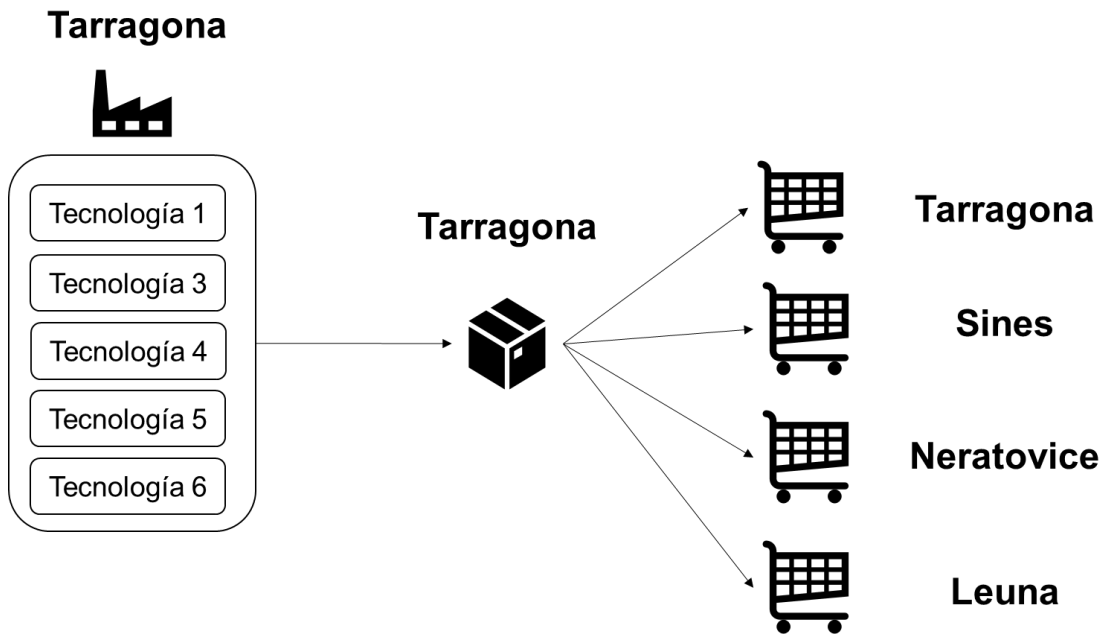 Tarragona
Tecnología 1
Tecnología 3
Tecnología 4
Tecnología 5
Tecnología 6
Tarragona
Tarragona
Sines
Neratovice
Leuna